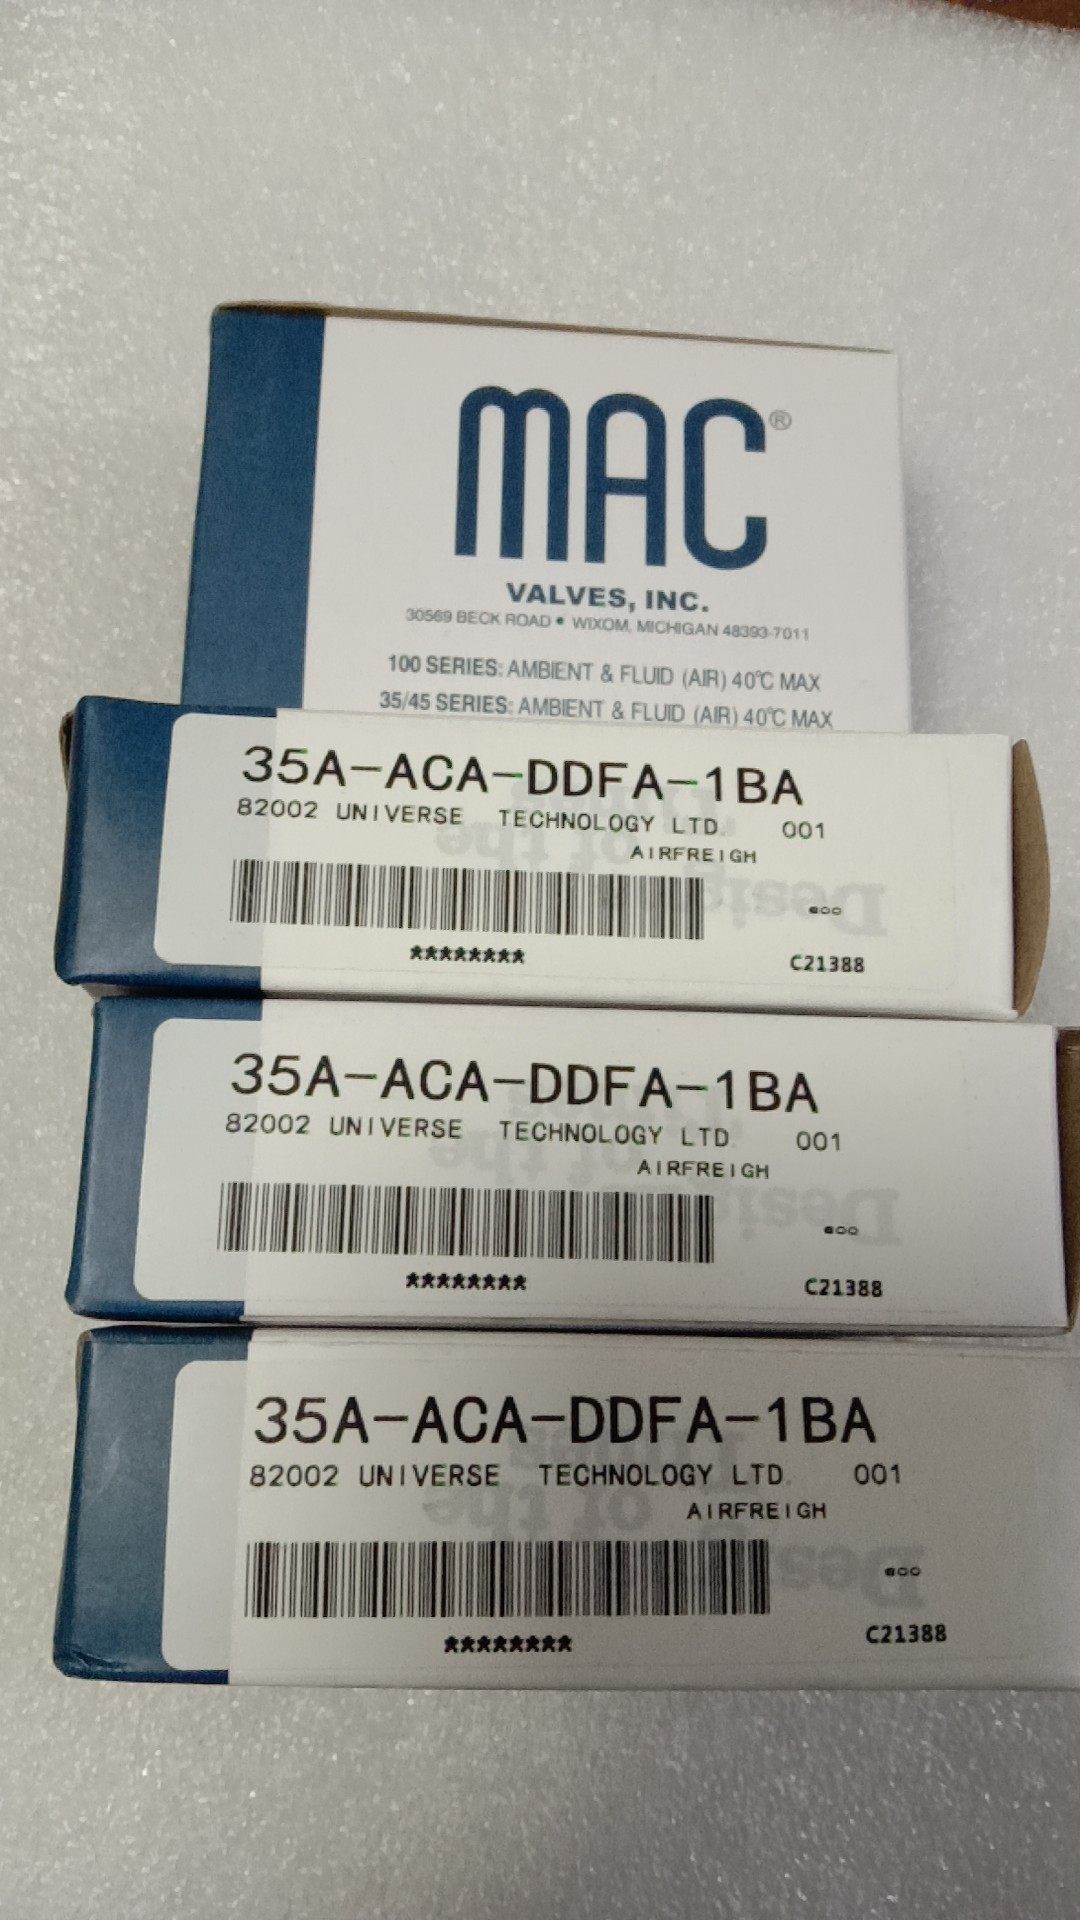 MAC®
VALVES, INC.
30569 BECK ROAD • WIXOM, MICHIGAN 48393-7011
100 SERIES: AMBIENT & FLUID (AIR) 40°C MAX
35/45 SERIES: AMBIENT & FLUID (AIR) 40°C MAX
35A-ACA-DDFA-1BA
82002 UNIVERSE TECHNOLOGY LTD. 001
AIRFREIGH
********
C21388
35A-ACA-DDFA-1BA
82002 UNIVERSE TECHNOLOGY LTD 001
AIRFREIGH
********
C21388
35A-ACA-DDFA-1BA
82002 UNIVERSE TECHNOLOGY LTD. 001
AIRFREIGH
********
C21388